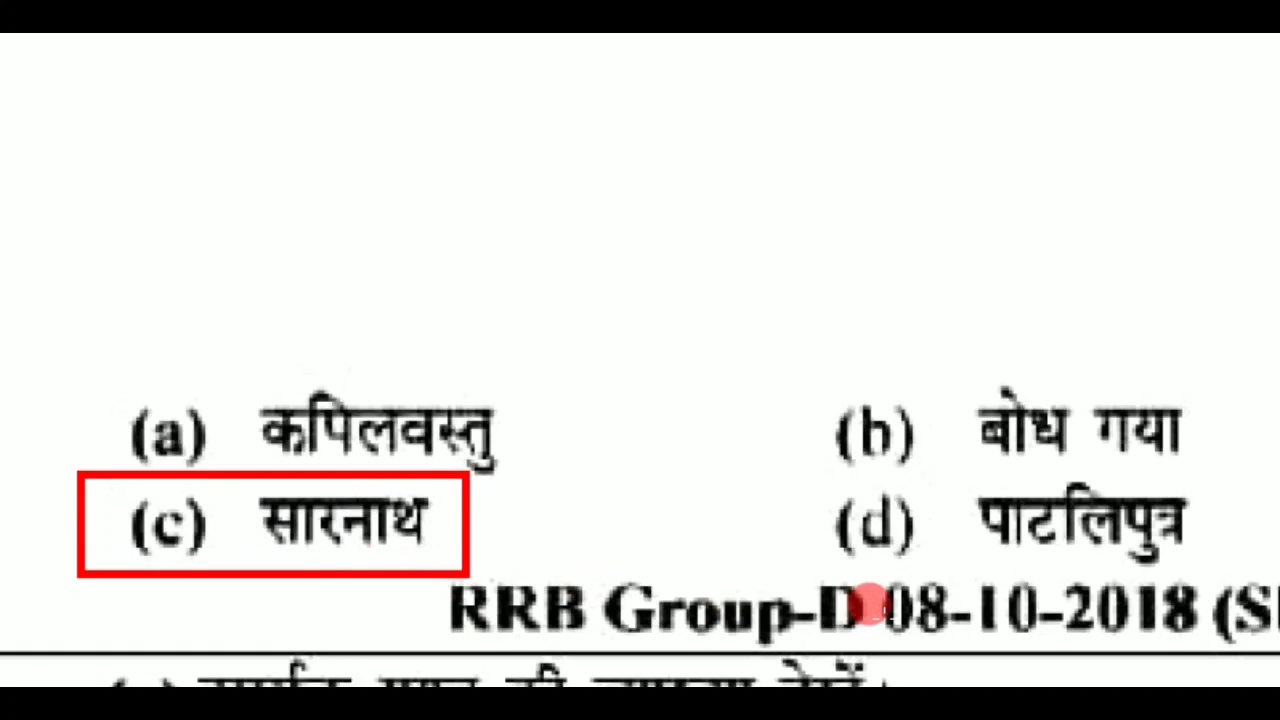 (a) कपिलवस्तु (b) बोध गया
(c) सारनाथ (d) पाटलिपुत्र
RRB Group-D 08-10-2018 (S